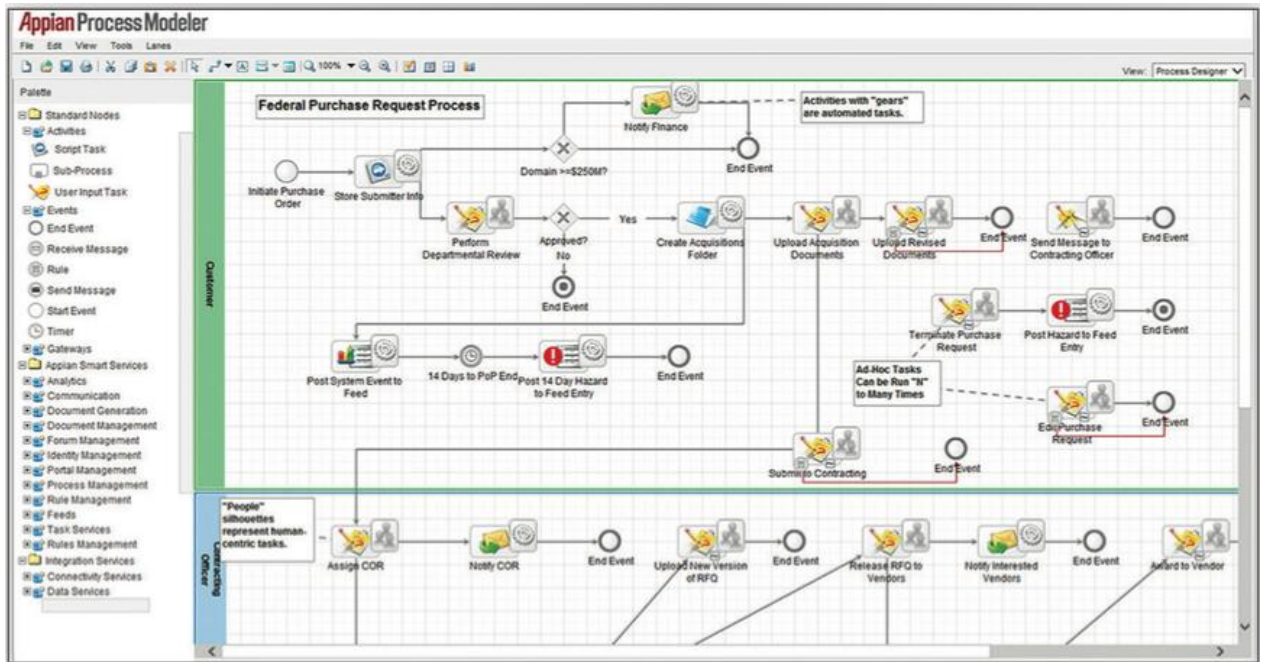 Appian Process Modeler
File Edit View Tools Lanes
100%
View: Process Designer
Palette
Standard Nodes
Activities
Script Task
Sub-Process
User Input Task
Events
End Event
Receive Message
Rule
Send Message
Start Event
Timer
Gateways
Appian Smart Services
Analytics
Communication
Document Generation
Document Management
Forum Management
Identity Management
Portal Management
Process Management
Rule Management
Feeds
Task Services
Rules Management
Integration Services
Connectivity Services
Data Services
Customer
Federal Purchase Request Process
Notify Finance
Activities with "gears"
are automated tasks.
Domain >=$250M?
End Event
Initiate Purchase
Order
Store Submitter Info
Perform
Departmental Review
Approved?
Yes
No
End Event
Create Acquisitions
Folder
Upload Acquisition
Documents
Upload Revised
Documents
End Event
Send Message to
Contracting Officer
End Event
Terminate Purchase
Request
Post Hazard to Feed
Entry
End Event
Post System Event to
Feed
14 Days to PoP End
Post 14 Day Hazard
to Feed Entry
End Event
Ad-Hoc Tasks
Can be Run "N"
to Many Times
Edit Purchase
Request
End Event
Submit to Contracting
End Event
Contracting
Officer
"People"
silhouettes
represent human-
centric tasks.
Assign COR
Notify COR
End Event
Upload New Version
of RFQ
End Event
Release RFQ to
Vendors
Notify Interested
Vendors
End Event
Award to Vendor